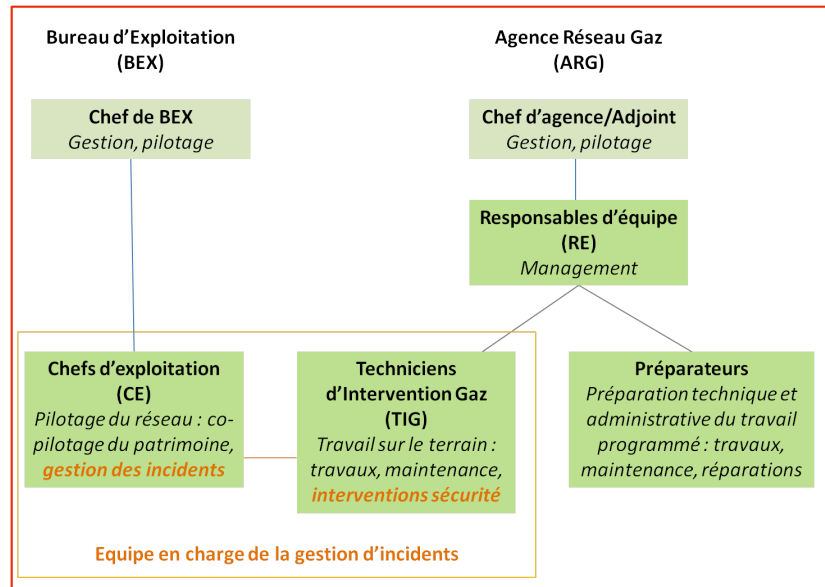 Bureau d'Exploitation
(BEX)
Agence Réseau Gaz
(ARG)
Chef de BEX
Gestion, pilotage
Chef d'agence/Adjoint
Gestion, pilotage
Responsables d'équipe
(RE)
Management
Chefs d'exploitation
(CE)
Pilotage du réseau : co-
pilotage du patrimoine,
gestion des incidents
Techniciens
d'Intervention Gaz
(TIG)
Travail sur le terrain :
travaux, maintenance,
interventions sécurité
Préparateurs
Préparation technique et
administrative du travail
programmé : travaux,
maintenance, réparations
Equipe en charge de la gestion d'incidents